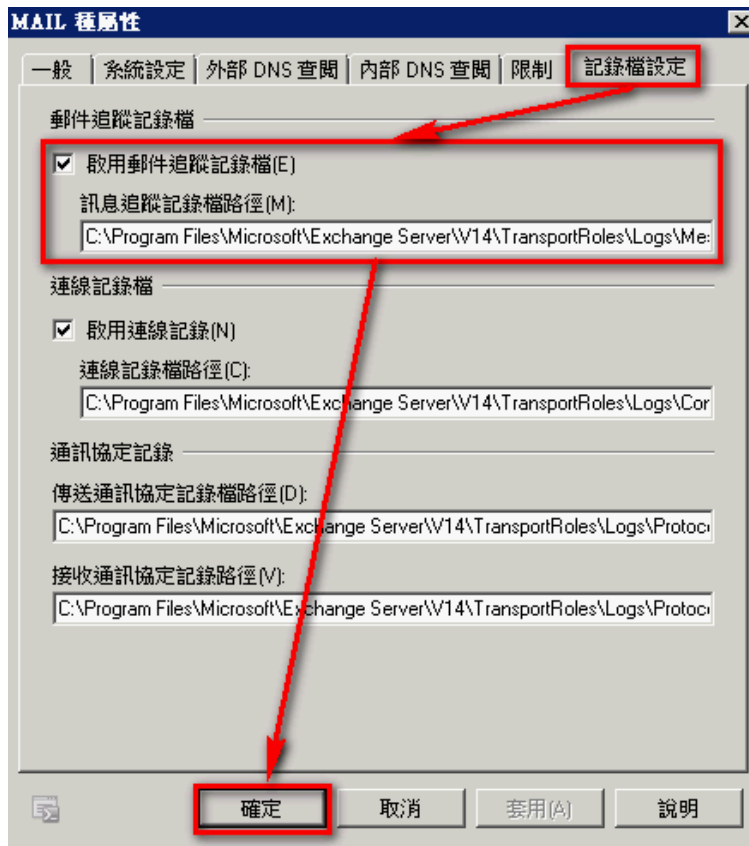 MAIL 種屬性
一般 系統設定 外部 DNS 查閱 內部 DNS 查閱 限制 記錄檔設定
郵件追蹤記錄檔
啟用郵件追蹤記錄檔(E)
訊息追蹤記錄檔路徑(M):
C:\Program Files\Microsoft\Exchange Server\V14\TransportRoles\Logs\Me
連線記錄檔
啟用連線記錄(N)
連線記錄檔路徑(C):
C:\Program Files\Microsoft\Exchange Server\V14\TransportRoles\Logs\Cor
通訊協定記錄
傳送通訊協定記錄檔路徑(D):
C:\Program Files\Microsoft\Exchange Server\V14\TransportRoles\Logs\Protoc
接收通訊協定記錄路徑(V):
C:\Program Files\Microsoft\Exchange Server\V14\TransportRoles\Logs\Protoc
確定 取消 套用(A) 說明